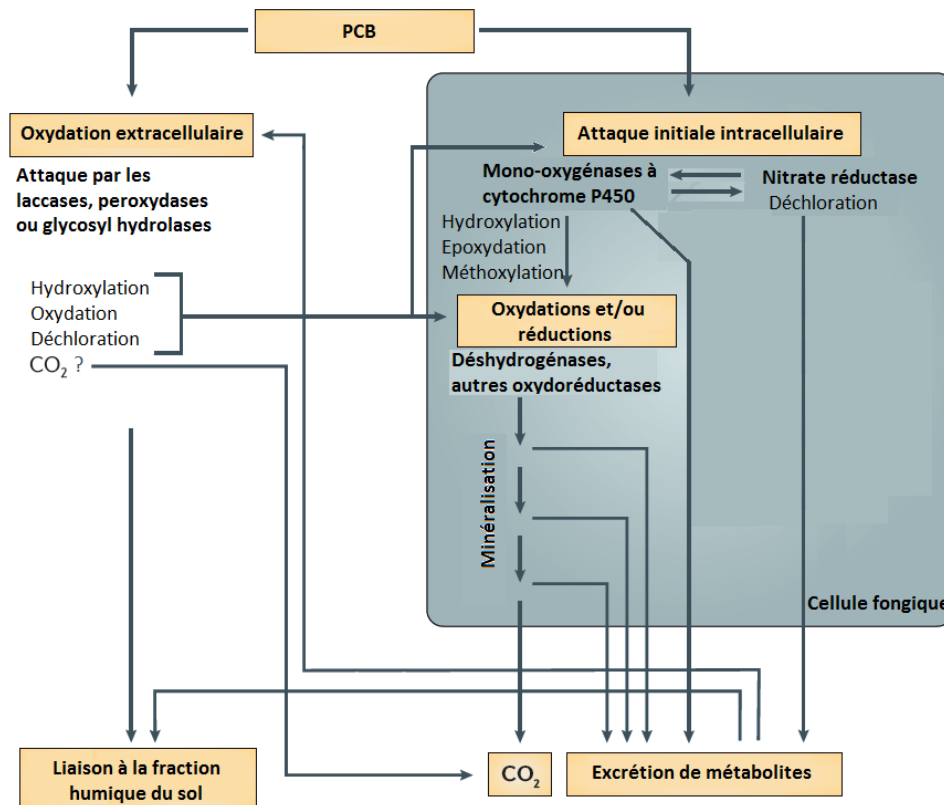 PCB
Oxydation extracellulaire
Attaque par les
laccases, peroxydases
ou glycosyl hydrolases
Hydroxylation
Oxydation
Déchloration
CO₂ ?
Attaque initiale intracellulaire
Mono-oxygénases à
cytochrome P450
Hydroxylation
Epoxydation
Méthoxylation
Nitrate réductase
Déchloration
Oxydations et/ou
réductions
Déshydrogénases,
autres oxydoréductases
Minéralisation
Cellule fongique
Liaison à la fraction
humique du sol
CO₂
Excrétion de métabolites